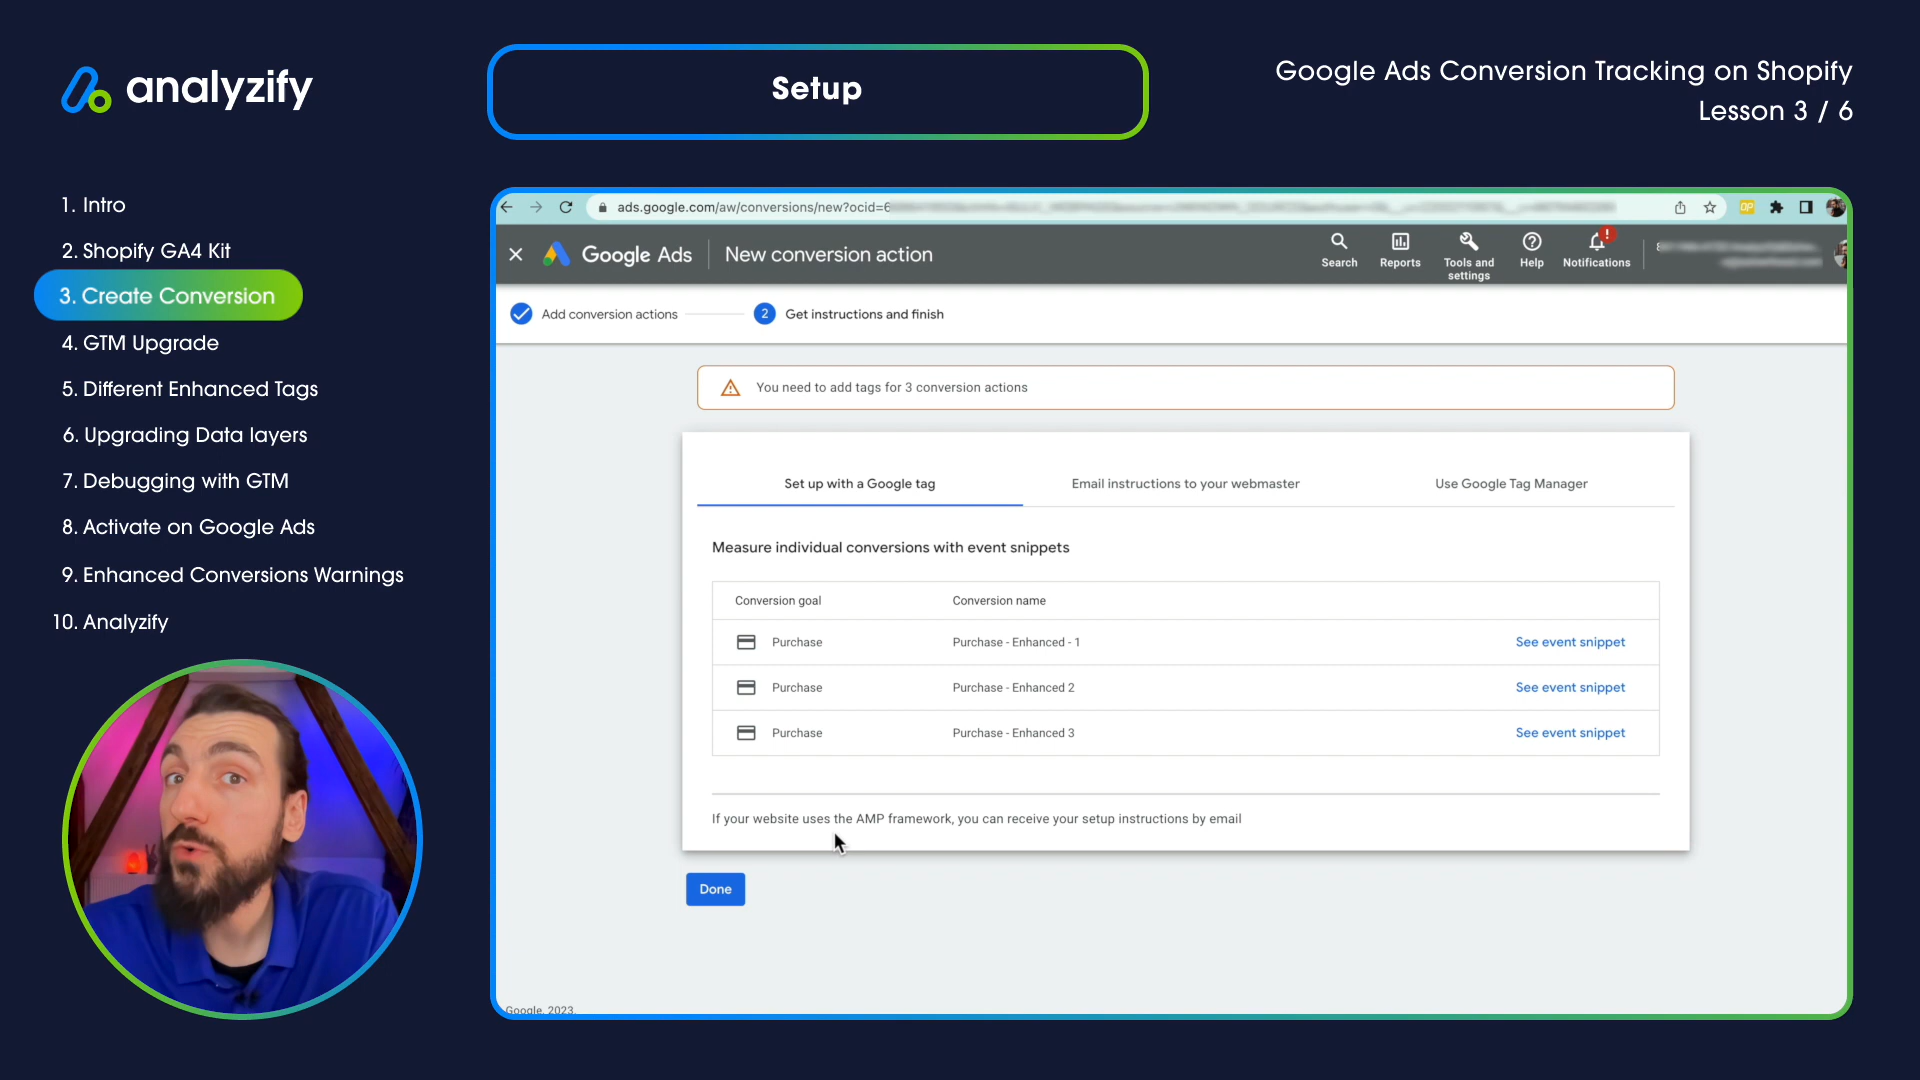 analyzify
Setup
Google Ads Conversion Tracking on Shopify
Lesson 3 / 6
1. Intro
2. Shopify GA4 Kit
3. Create Conversion
4. GTM Upgrade
5. Different Enhanced Tags
6. Upgrading Data layers
7. Debugging with GTM
8. Activate on Google Ads
9. Enhanced Conversions Warnings
10. Analyzify
ads.google.com/aw/conversions/new?ocid=6
Google Ads
New conversion action
Search
Reports
Tools and settings
Help
Notifications
Add conversion actions
2 Get instructions and finish
You need to add tags for 3 conversion actions
Set up with a Google tag
Email instructions to your webmaster
Use Google Tag Manager
Measure individual conversions with event snippets
Conversion goal Conversion name
Purchase Purchase - Enhanced - 1 See event snippet
Purchase Purchase - Enhanced 2 See event snippet
Purchase Purchase - Enhanced 3 See event snippet
If your website uses the AMP framework, you can receive your setup instructions by email
Done
Google, 2023.